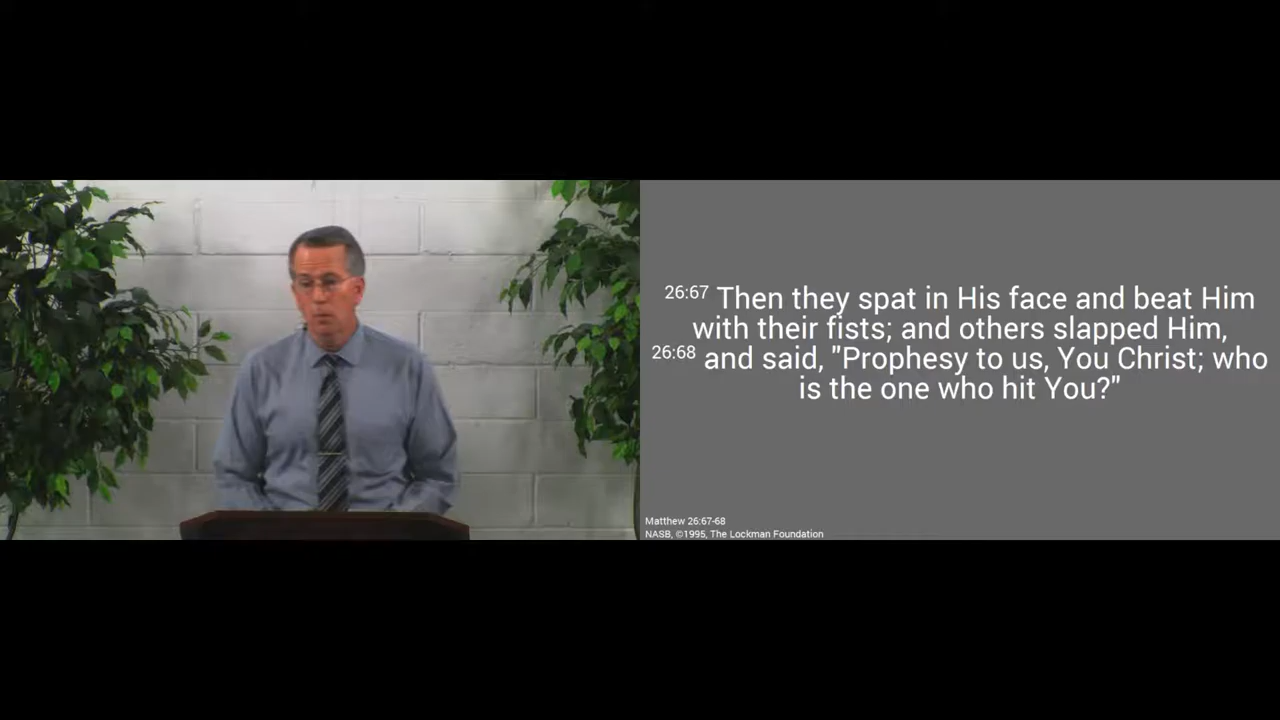 26:67 Then they spat in His face and beat Him
with their fists; and others slapped Him,
26:68 and said, "Prophesy to us, You Christ; who
is the one who hit You?"
Matthew 26:67-68
NASB, ©1995, The Lockman Foundation